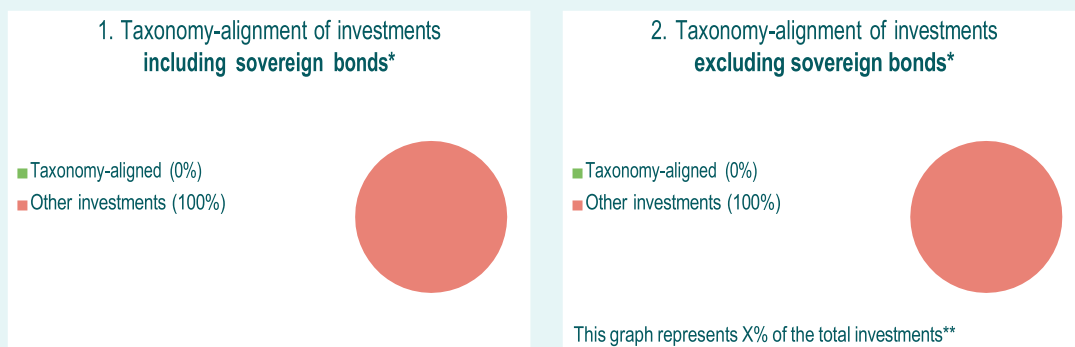 1. Taxonomy-alignment of investments
including sovereign bonds*
Taxonomy-aligned (0%)
Other investments (100%)
2. Taxonomy-alignment of investments
excluding sovereign bonds*
Taxonomy-aligned (0%)
Other investments (100%)
This graph represents X% of the total investments**